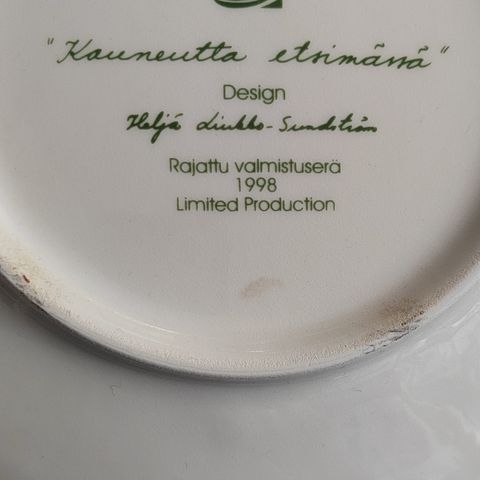 "Kauneutta etsimässä"
Design
Heljä Liukko-Sundström
Rajattu valmistuserä
1998
Limited Production